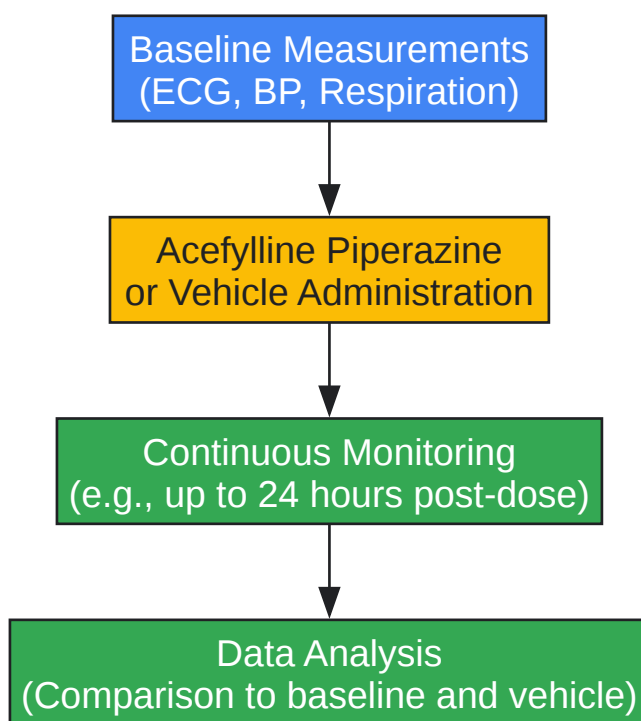 Baseline Measurements
(ECG, BP, Respiration)
Acefylline Piperazine
or Vehicle Administration
Continuous Monitoring
(e.g., up to 24 hours post-dose)
Data Analysis
(Comparison to baseline and vehicle)